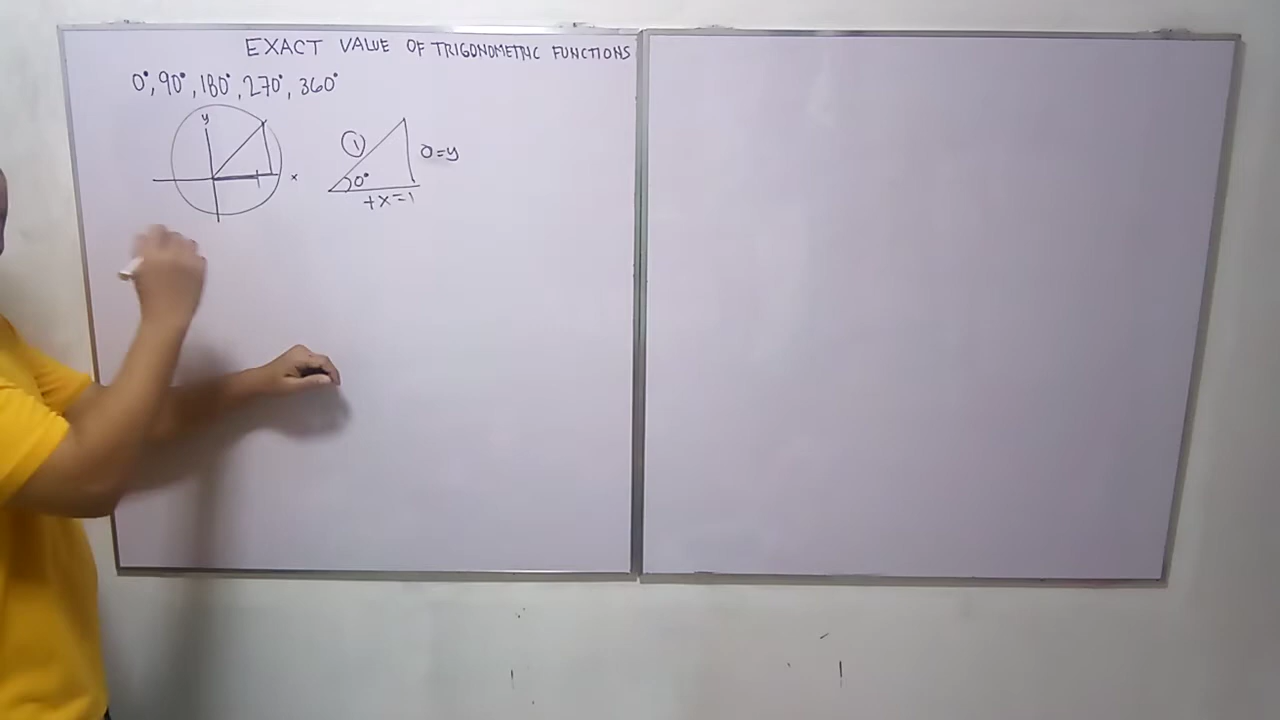 EXACT VALUE OF TRIGONOMETRIC FUNCTIONS
0°, 90°, 180°, 270°, 360°
y
x
1
0°
0=y
+x=1